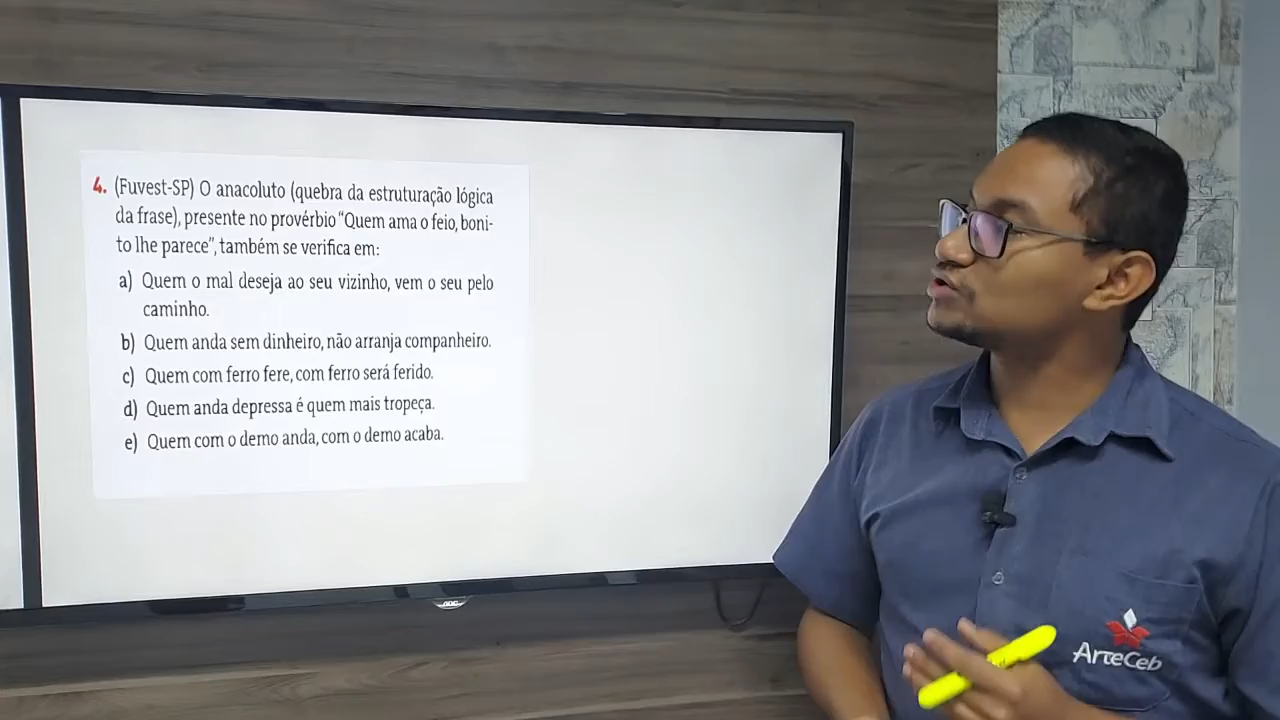 4. (Fuvest-SP) O anacoluto (quebra da estruturação lógica
da frase), presente no provérbio “Quem ama o feio, boni-
to lhe parece”, também se verifica em:
a) Quem o mal deseja ao seu vizinho, vem o seu pelo
caminho.
b) Quem anda sem dinheiro, não arranja companheiro.
c) Quem com ferro fere, com ferro será ferido.
d) Quem anda depressa é quem mais tropeça.
e) Quem com o demo anda, com o demo acaba.
AOC
ArteCeb